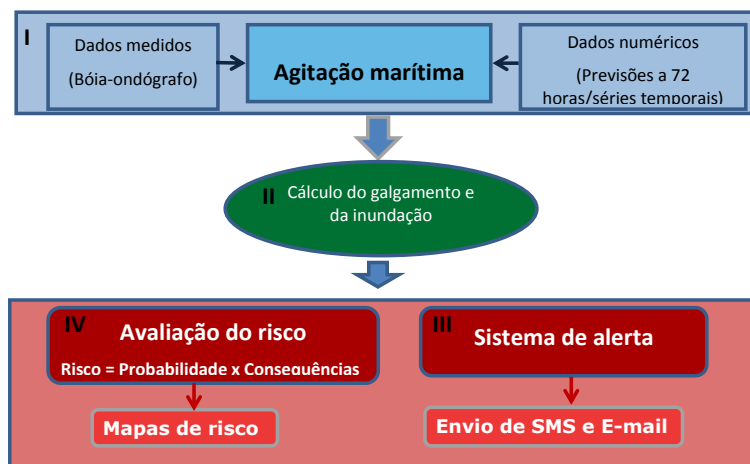 I
Dados medidos
(Bóia-ondógrafo)
Agitação marítima
Dados numéricos
(Previsões a 72
horas/séries temporais)
II
Cálculo do galgamento e
da inundação
IV
Avaliação do risco
Risco = Probabilidade x Consequências
Mapas de risco
III
Sistema de alerta
Envio de SMS e E-mail